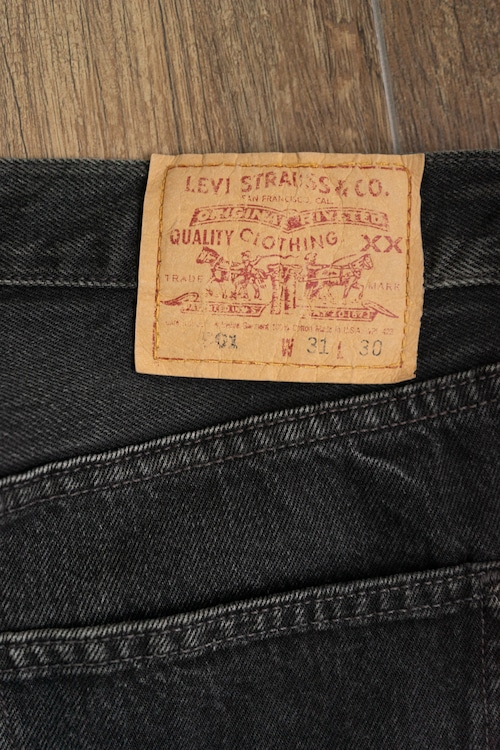 LEVI STRAUSS & CO.
SAN FRANCISCO, CAL.
ORIGINAL RIVETED
QUALITY CLOTHING XX
TRADE MARK
501 W 31 L 30